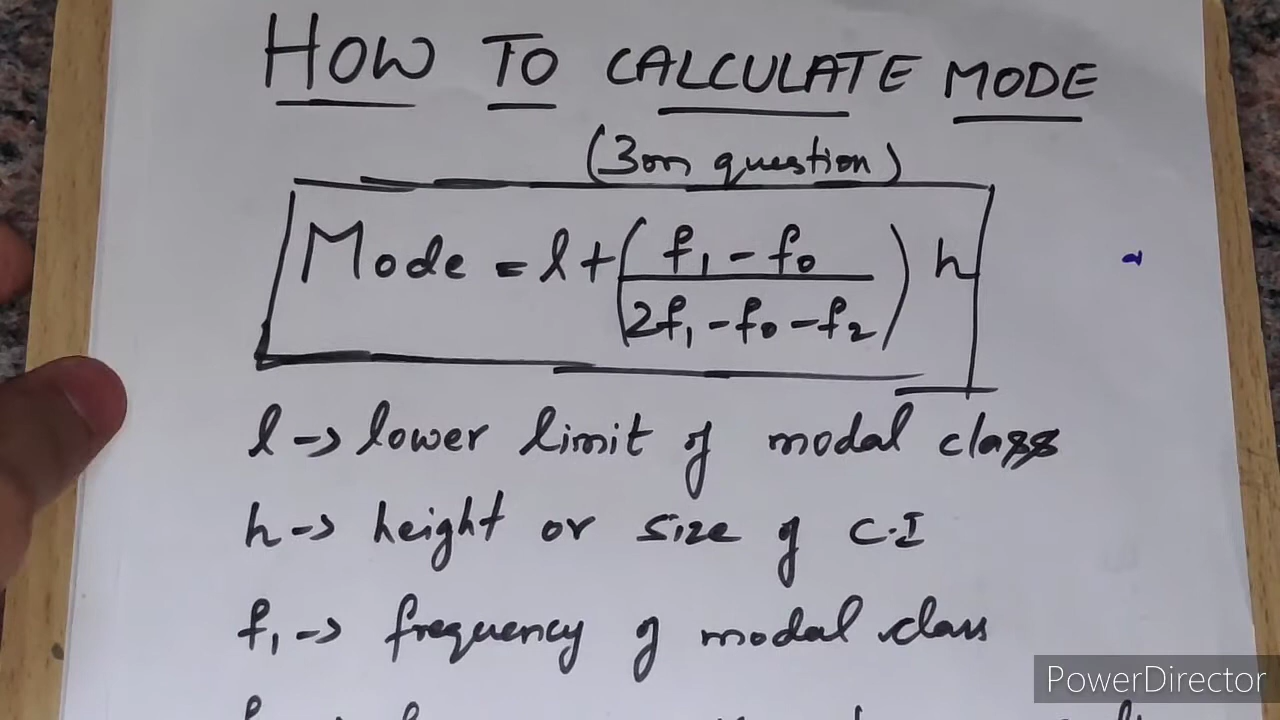 HOW TO CALCULATE MODE
(3m question)
Mode = l + (f₁ - f₀ / 2f₁ - f₀ - f₂) h
l -> lower limit of modal class
h -> height or size of C.I
f₁ -> frequency of modal class
PowerDirector